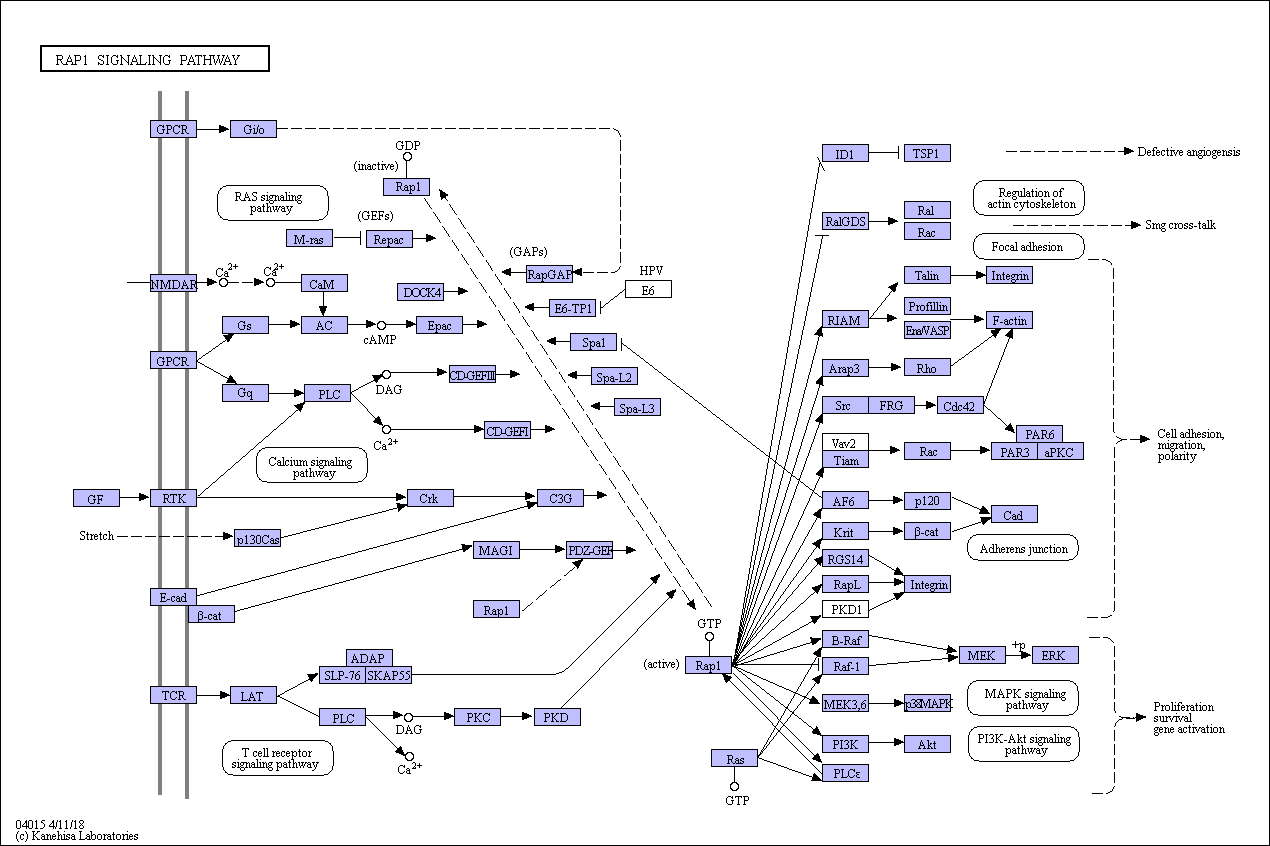 RAP1 SIGNALING PATHWAY
GPCR
Gi/o
GDP
(inactive)
Rap1
RAS signaling
pathway
(GEFs)
M-ras
Repac
(GAPs)
RapGAP
HPV
E6
E6-TP1
NMDAR
Ca2+
Ca2+
CaM
DOCK4
Gs
AC
cAMP
Epac
Spa1
GPCR
Spa-L2
Gq
PLC
DAG
CD-GEFIII
Spa-L3
Ca2+
CD-GEFI
Calcium signaling
pathway
GF
RTK
Crk
C3G
Stretch
p130Cas
MAGI
PDZ-GEF
E-cad
β-cat
Rap1
GTP
(active)
Rap1
ADAP
SLP-76
SKAP55
TCR
LAT
PLC
DAG
PKC
PKD
Ca2+
T cell receptor
signaling pathway
Ras
GTP
ID1
TSP1
Defective angiogensis
Regulation of
actin cytoskeleton
RalGDS
Ral
Rac
Smg cross-talk
Focal adhesion
Talin
Integrin
RIAM
Profillin
Ena/VASP
F-actin
Arap3
Rho
Src
FRG
Cdc42
Vav2
Tiam
Rac
PAR6
PAR3
aPKC
Cell adhesion,
migration,
polarity
AF6
p120
Cad
Krit
β-cat
Adherens junction
RGS14
RapL
Integrin
PKD1
B-Raf
Raf-1
MEK
+p
ERK
MEK3,6
p38MAPK
MAPK signaling
pathway
PI3K
Akt
PI3K-Akt signaling
pathway
PLCε
Proliferation
survival
gene activation
04015 4/11/18
(c) Kanehisa Laboratories